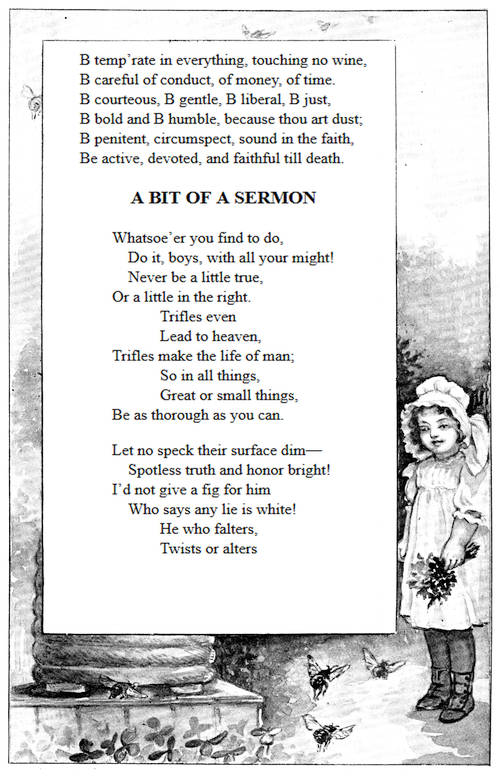 B temp’rate in everything, touching no wine,
B careful of conduct, of money, of time.
B courteous, B gentle, B liberal, B just,
B bold and B humble, because thou art dust;
B penitent, circumspect, sound in the faith,
Be active, devoted, and faithful till death.
A BIT OF A SERMON
Whatsoe’er you find to do,
Do it, boys, with all your might!
Never be a little true,
Or a little in the right.
Trifles even
Lead to heaven,
Trifles make the life of man;
So in all things,
Great or small things,
Be as thorough as you can.
Let no speck their surface dim—
Spotless truth and honor bright!
I’d not give a fig for him
Who says any lie is white!
He who falters,
Twists or alters